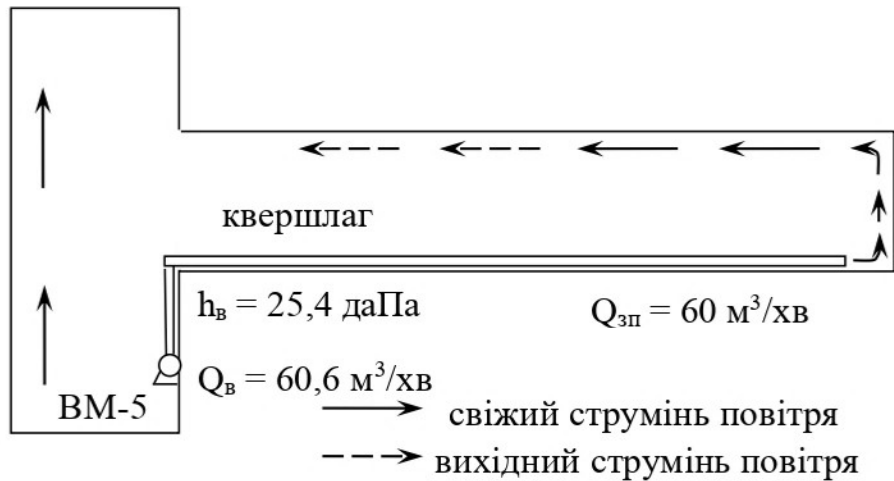 квершлаг
hв = 25,4 даПа
Qзп = 60 м³/хв
Qв = 60,6 м³/хв
ВМ-5
свіжий струмінь повітря
вихідний струмінь повітря